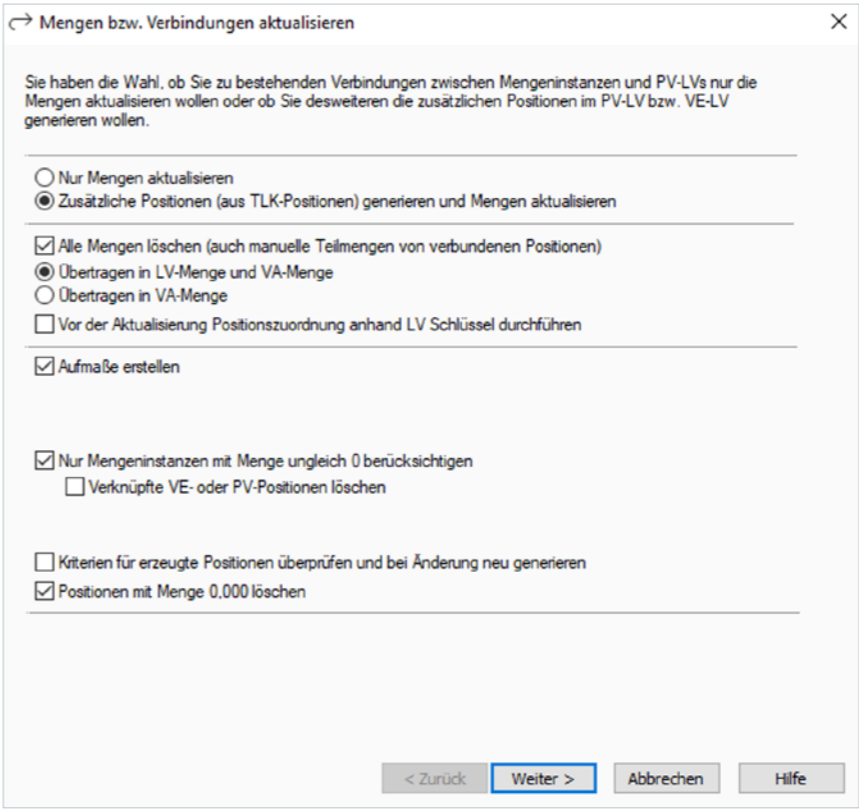 Mengen bzw. Verbindungen aktualisieren
Sie haben die Wahl, ob Sie zu bestehenden Verbindungen zwischen Mengeninstanzen und PV-LVs nur die
Mengen aktualisieren wollen oder ob Sie desweiteren die zusätzlichen Positionen im PV-LV bzw. VE-LV
generieren wollen.
Nur Mengen aktualisieren
Zusätzliche Positionen (aus TLK-Positionen) generieren und Mengen aktualisieren
Alle Mengen löschen (auch manuelle Teilmengen von verbundenen Positionen)
Übertragen in LV-Menge und VA-Menge
Übertragen in VA-Menge
Vor der Aktualisierung Positionszuordnung anhand LV Schlüssel durchführen
Aufmaße erstellen
Nur Mengeninstanzen mit Menge ungleich 0 berücksichtigen
Verknüpfte VE- oder PV-Positionen löschen
Kriterien für erzeugte Positionen überprüfen und bei Änderung neu generieren
Positionen mit Menge 0,000 löschen
< Zurück Weiter > Abbrechen Hilfe